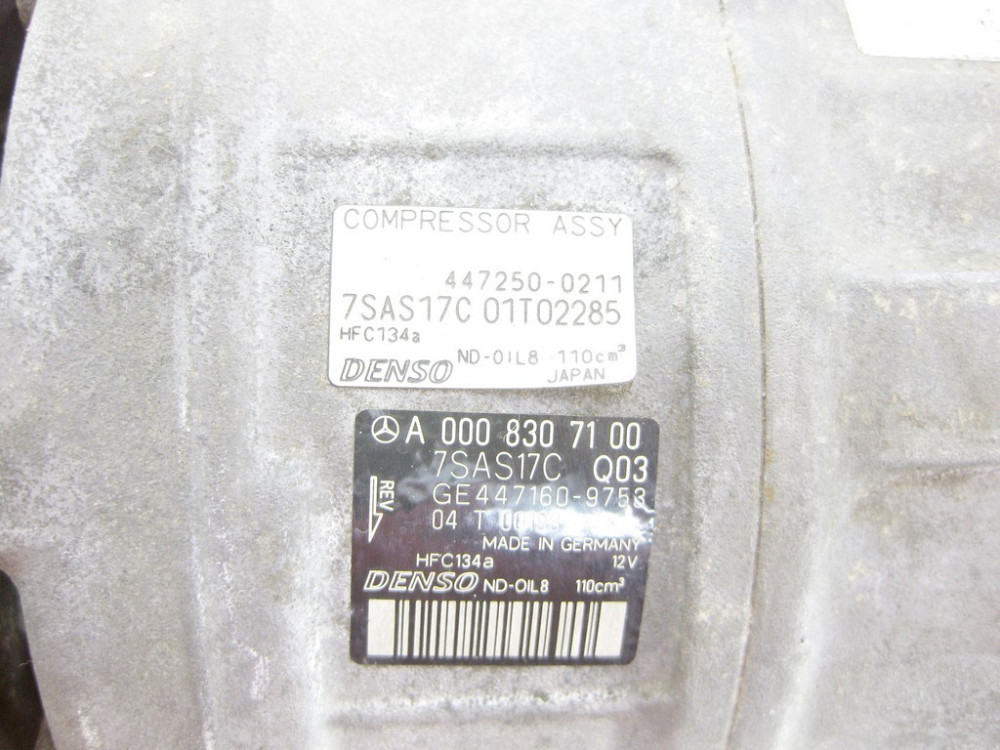 COMPRESSOR ASSY
447250-0211
7SAS17C 01T02285
HFC134a
DENSO ND-OIL8 110cm³
JAPAN
A 000 830 71 00
7SAS17C Q03
REV
GE447160-9753
04 T
MADE IN GERMANY
HFC134a 12V
DENSO ND-OIL8 110cm³